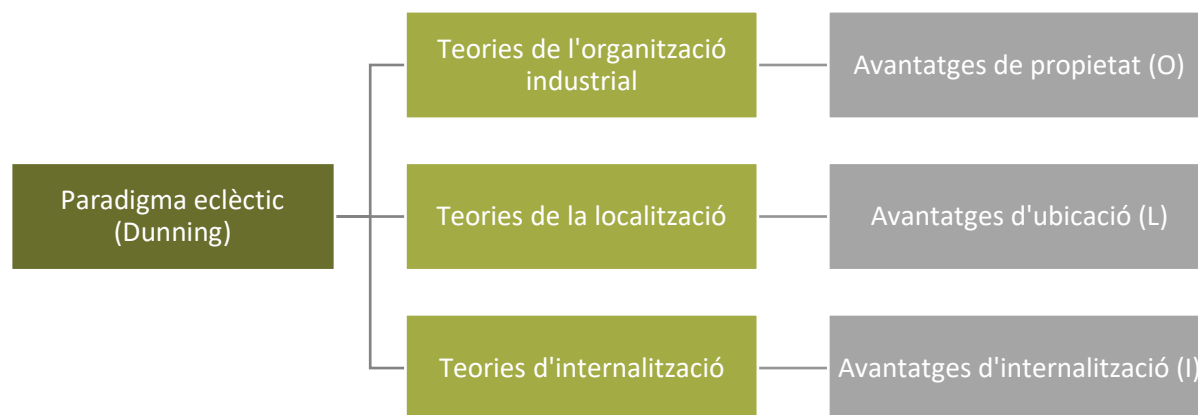 Paradigma eclèctic
(Dunning)
Teories de l'organització
industrial
Avantatges de propietat (O)
Teories de la localització
Avantatges d'ubicació (L)
Teories d'internalització
Avantatges d'internalització (I)